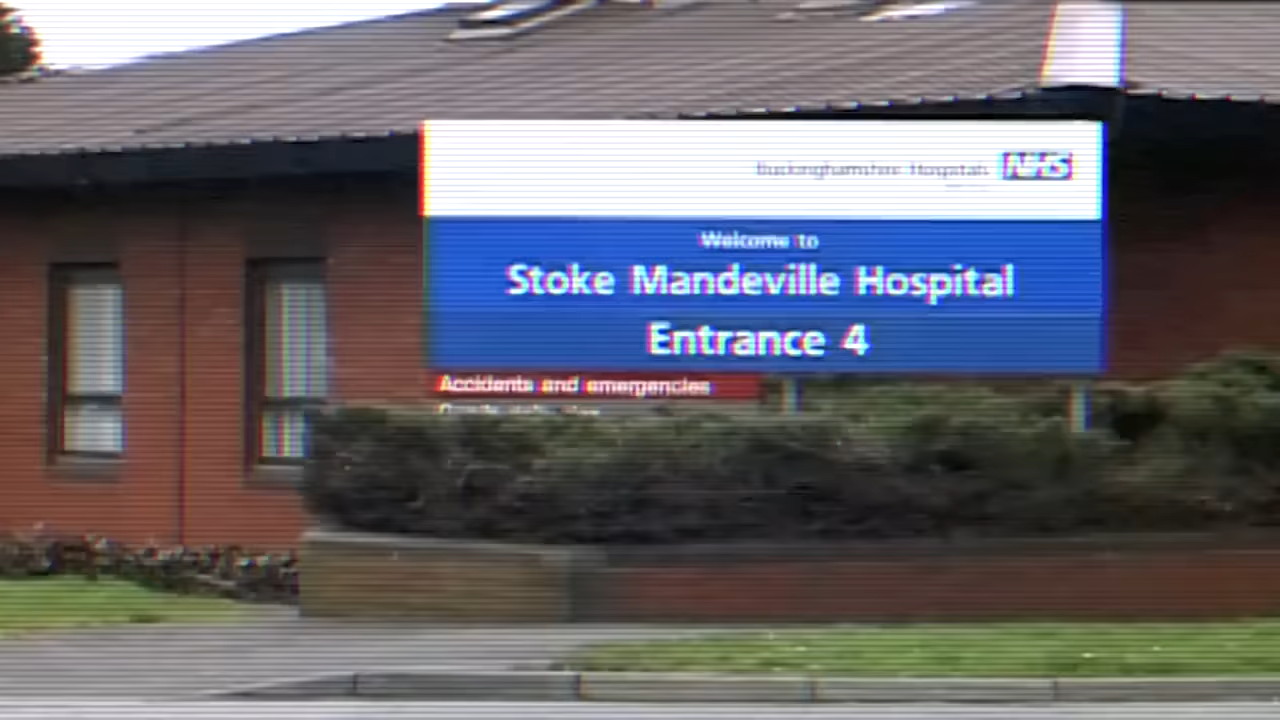 Buckinghamshire Hospitals NHS
Welcome to
Stoke Mandeville Hospital
Entrance 4
Accidents and emergencies